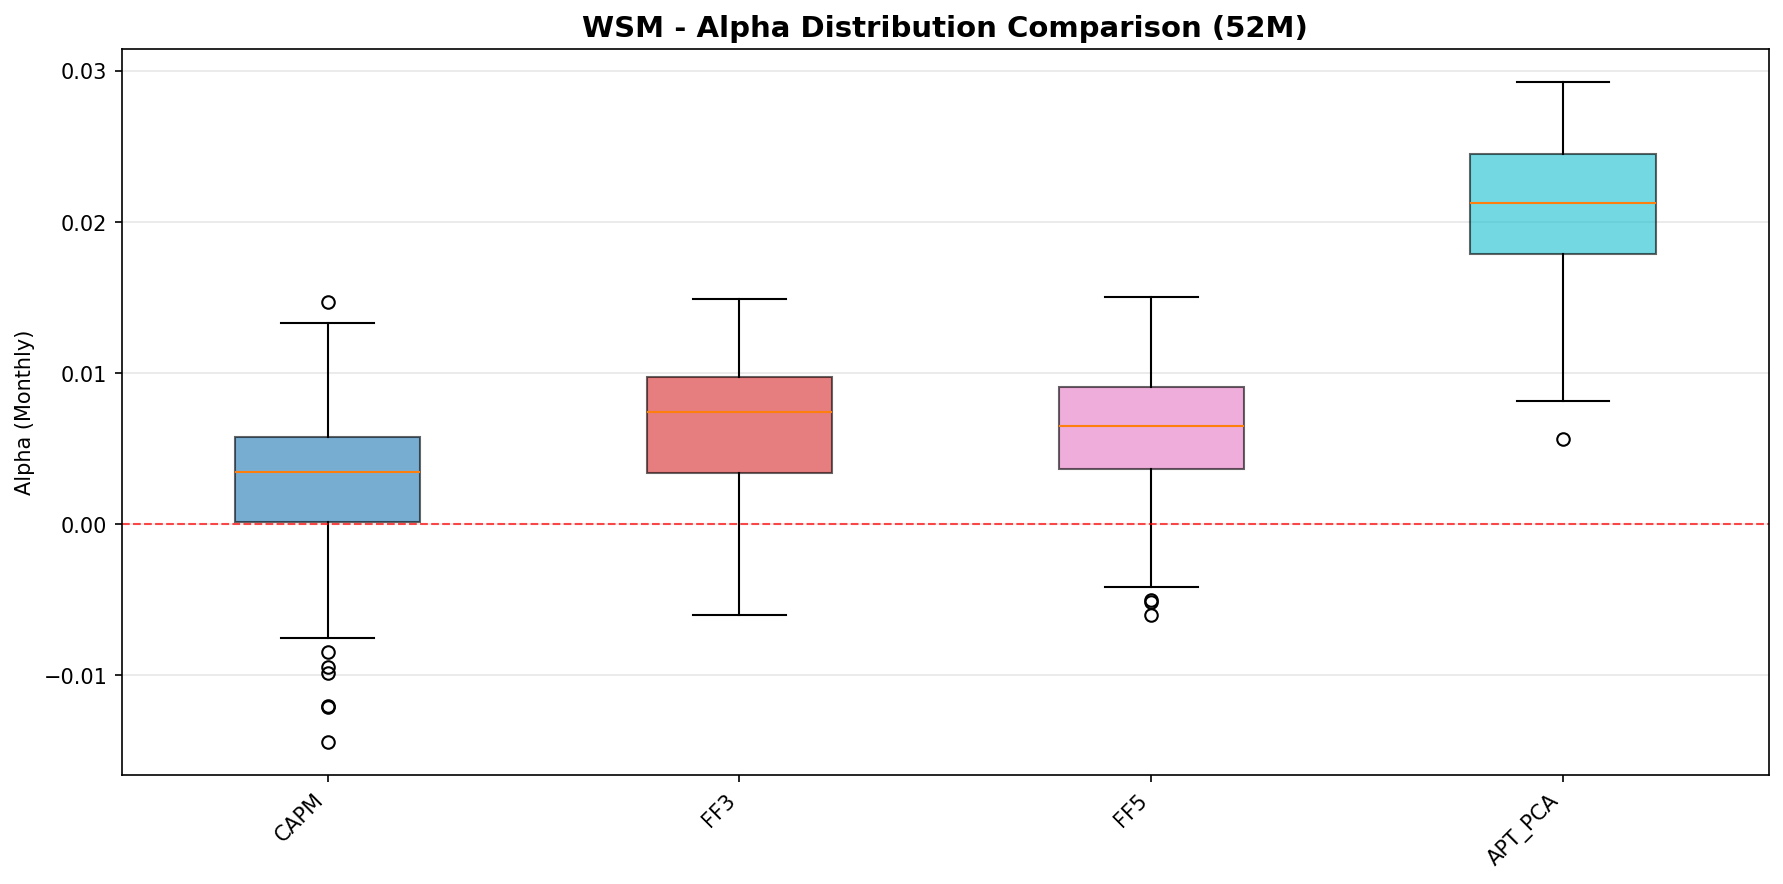 WSM - Alpha Distribution Comparison (52M)
Alpha (Monthly)
0.03
0.02
0.01
0.00
−0.01
CAPM
FF3
FF5
APT_PCA